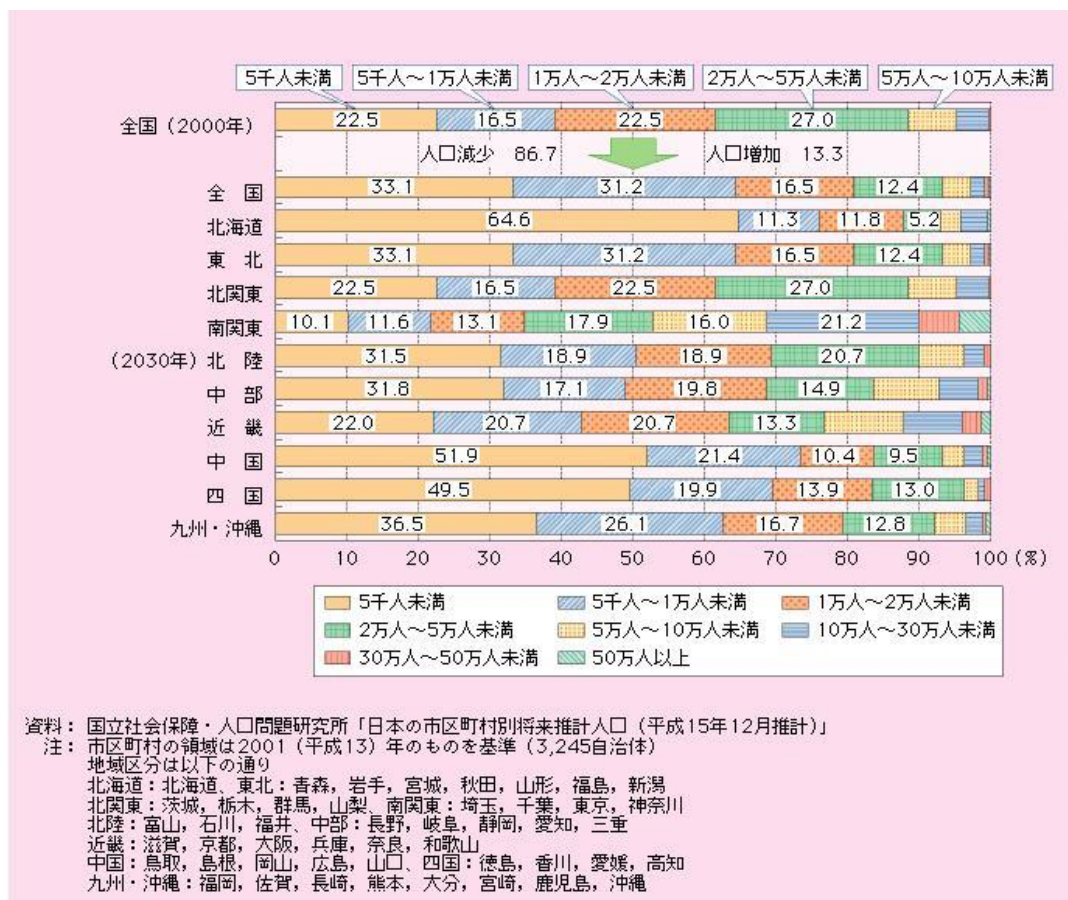 5千人未満 5千人～1万人未満 1万人～2万人未満 2万人～5万人未満 5万人～10万人未満
全国（2000年） 22.5 16.5 22.5 27.0
人口減少 86.7 人口増加 13.3
全 国 33.1 31.2 16.5 12.4
北海道 64.6 11.3 11.8 5.2
東 北 33.1 31.2 16.5 12.4
北関東 22.5 16.5 22.5 27.0
南関東 10.1 11.6 13.1 17.9 16.0 21.2
（2030年）北 陸 31.5 18.9 18.9 20.7
中 部 31.8 17.1 19.8 14.9
近 畿 22.0 20.7 20.7 13.3
中 国 51.9 21.4 10.4 9.5
四 国 49.5 19.9 13.9 13.0
九州・沖縄 36.5 26.1 16.7 12.8
0 10 20 30 40 50 60 70 80 90 100（%）
5千人未満 5千人～1万人未満 1万人～2万人未満
2万人～5万人未満 5万人～10万人未満 10万人～30万人未満
30万人～50万人未満 50万人以上
資料：国立社会保障・人口問題研究所「日本の市区町村別将来推計人口（平成15年12月推計）」
注：市区町村の領域は2001（平成13）年のものを基準（3,245自治体）
地域区分は以下の通り
北海道：北海道、東北：青森，岩手，宮城，秋田，山形，福島，新潟
北関東：茨城，栃木，群馬，山梨、南関東：埼玉，千葉，東京，神奈川
北陸：富山，石川，福井、中部：長野，岐阜，静岡，愛知，三重
近畿：滋賀，京都，大阪，兵庫，奈良，和歌山
中国：鳥取，島根，岡山，広島，山口、四国：徳島，香川，愛媛，高知
九州・沖縄：福岡，佐賀，長崎，熊本，大分，宮崎，鹿児島，沖縄